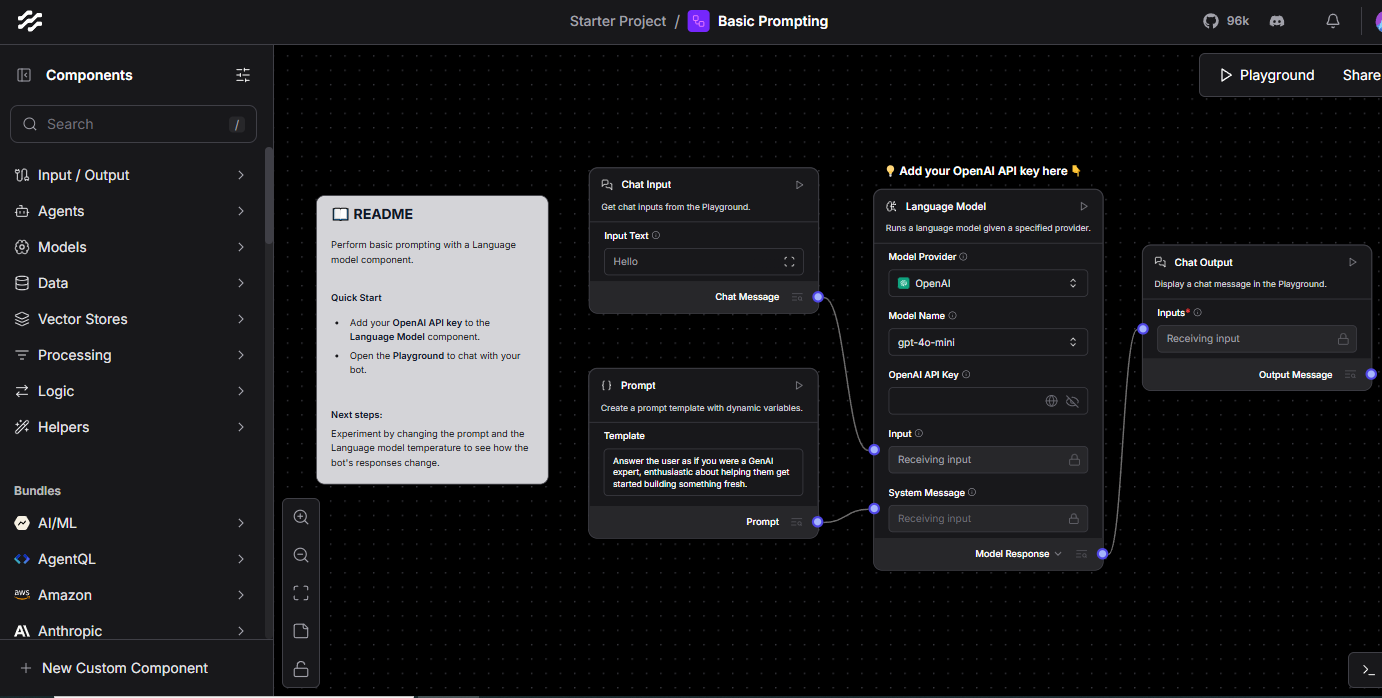 Starter Project / Basic Prompting
96k
Components
Search
/
Input / Output
Agents
Models
Data
Vector Stores
Processing
Logic
Helpers
Bundles
AI/ML
AgentQL
aws
Amazon
Anthropic
New Custom Component
Playground
Share
README
Perform basic prompting with a Language
model component.
Quick Start
• Add your OpenAI API key to the
Language Model component.
• Open the Playground to chat with your
bot.
Next steps:
Experiment by changing the prompt and the
Language model temperature to see how the
bot's responses change.
Chat Input
Get chat inputs from the Playground.
Input Text
Hello
Chat Message
{ } Prompt
Create a prompt template with dynamic variables.
Template
Answer the user as if you were a GenAI
expert, enthusiastic about helping them get
started building something fresh.
Prompt
💡 Add your OpenAI API key here 👇
Language Model
Runs a language model given a specified provider.
Model Provider
OpenAI
Model Name
gpt-4o-mini
OpenAI API Key
Input
Receiving input
System Message
Receiving input
Model Response
Chat Output
Display a chat message in the Playground.
Inputs*
Receiving input
Output Message